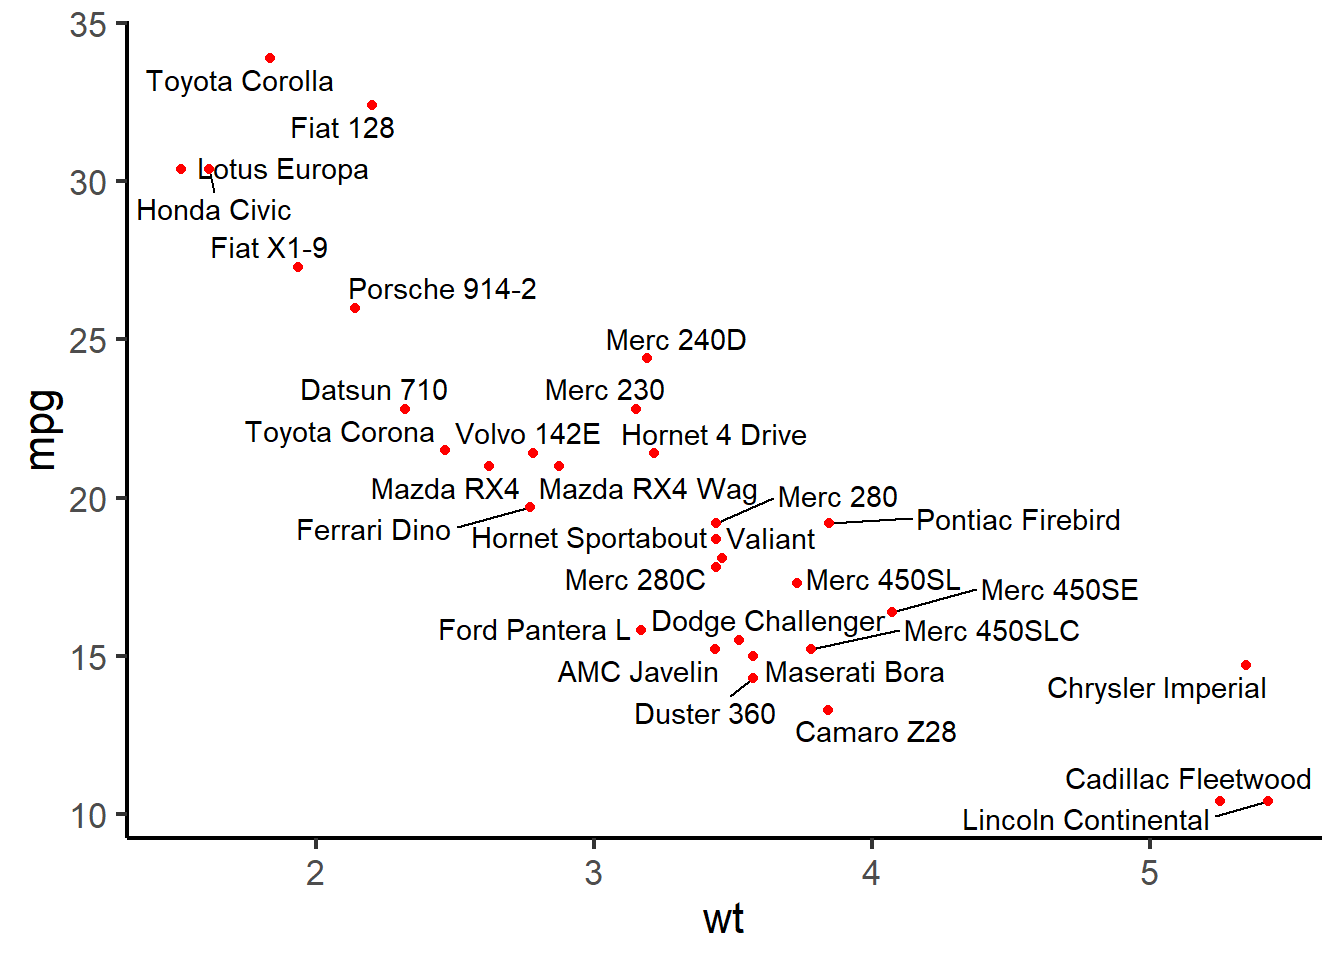 35
Toyota Corolla
Fiat 128
Lotus Europa
30
Honda Civic
Fiat X1-9
Porsche 914-2
25
Merc 240D
Datsun 710
Merc 230
Toyota Corona
Volvo 142E
Hornet 4 Drive
mpg
Mazda RX4
Mazda RX4 Wag
20
Merc 280
Pontiac Firebird
Ferrari Dino
Hornet Sportabout
Valiant
Merc 280C
Merc 450SL
Merc 450SE
Dodge Challenger
Ford Pantera L
Merc 450SLC
15
AMC Javelin
Maserati Bora
Chrysler Imperial
Duster 360
Camaro Z28
Cadillac Fleetwood
10
Lincoln Continental
2
3
4
5
wt